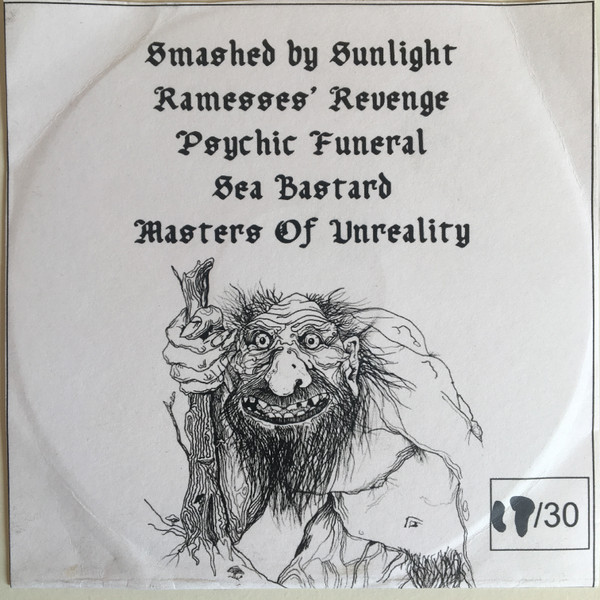 Smashed by Sunlight
Ramesses' Revenge
Psychic Funeral
Sea Bastard
Masters Of Unreality
/30